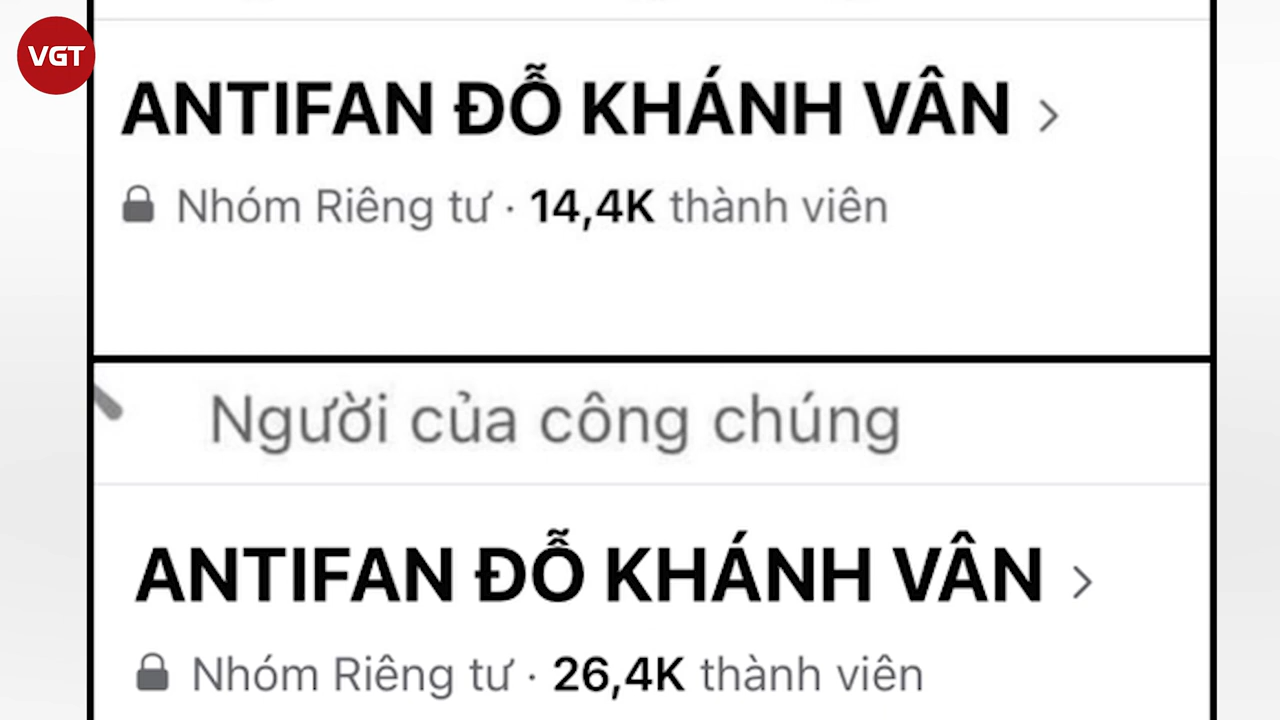 VGT
ANTIFAN ĐỖ KHÁNH VÂN
Nhóm Riêng tư · 14,4K thành viên
Người của công chúng
ANTIFAN ĐỖ KHÁNH VÂN
Nhóm Riêng tư · 26,4K thành viên